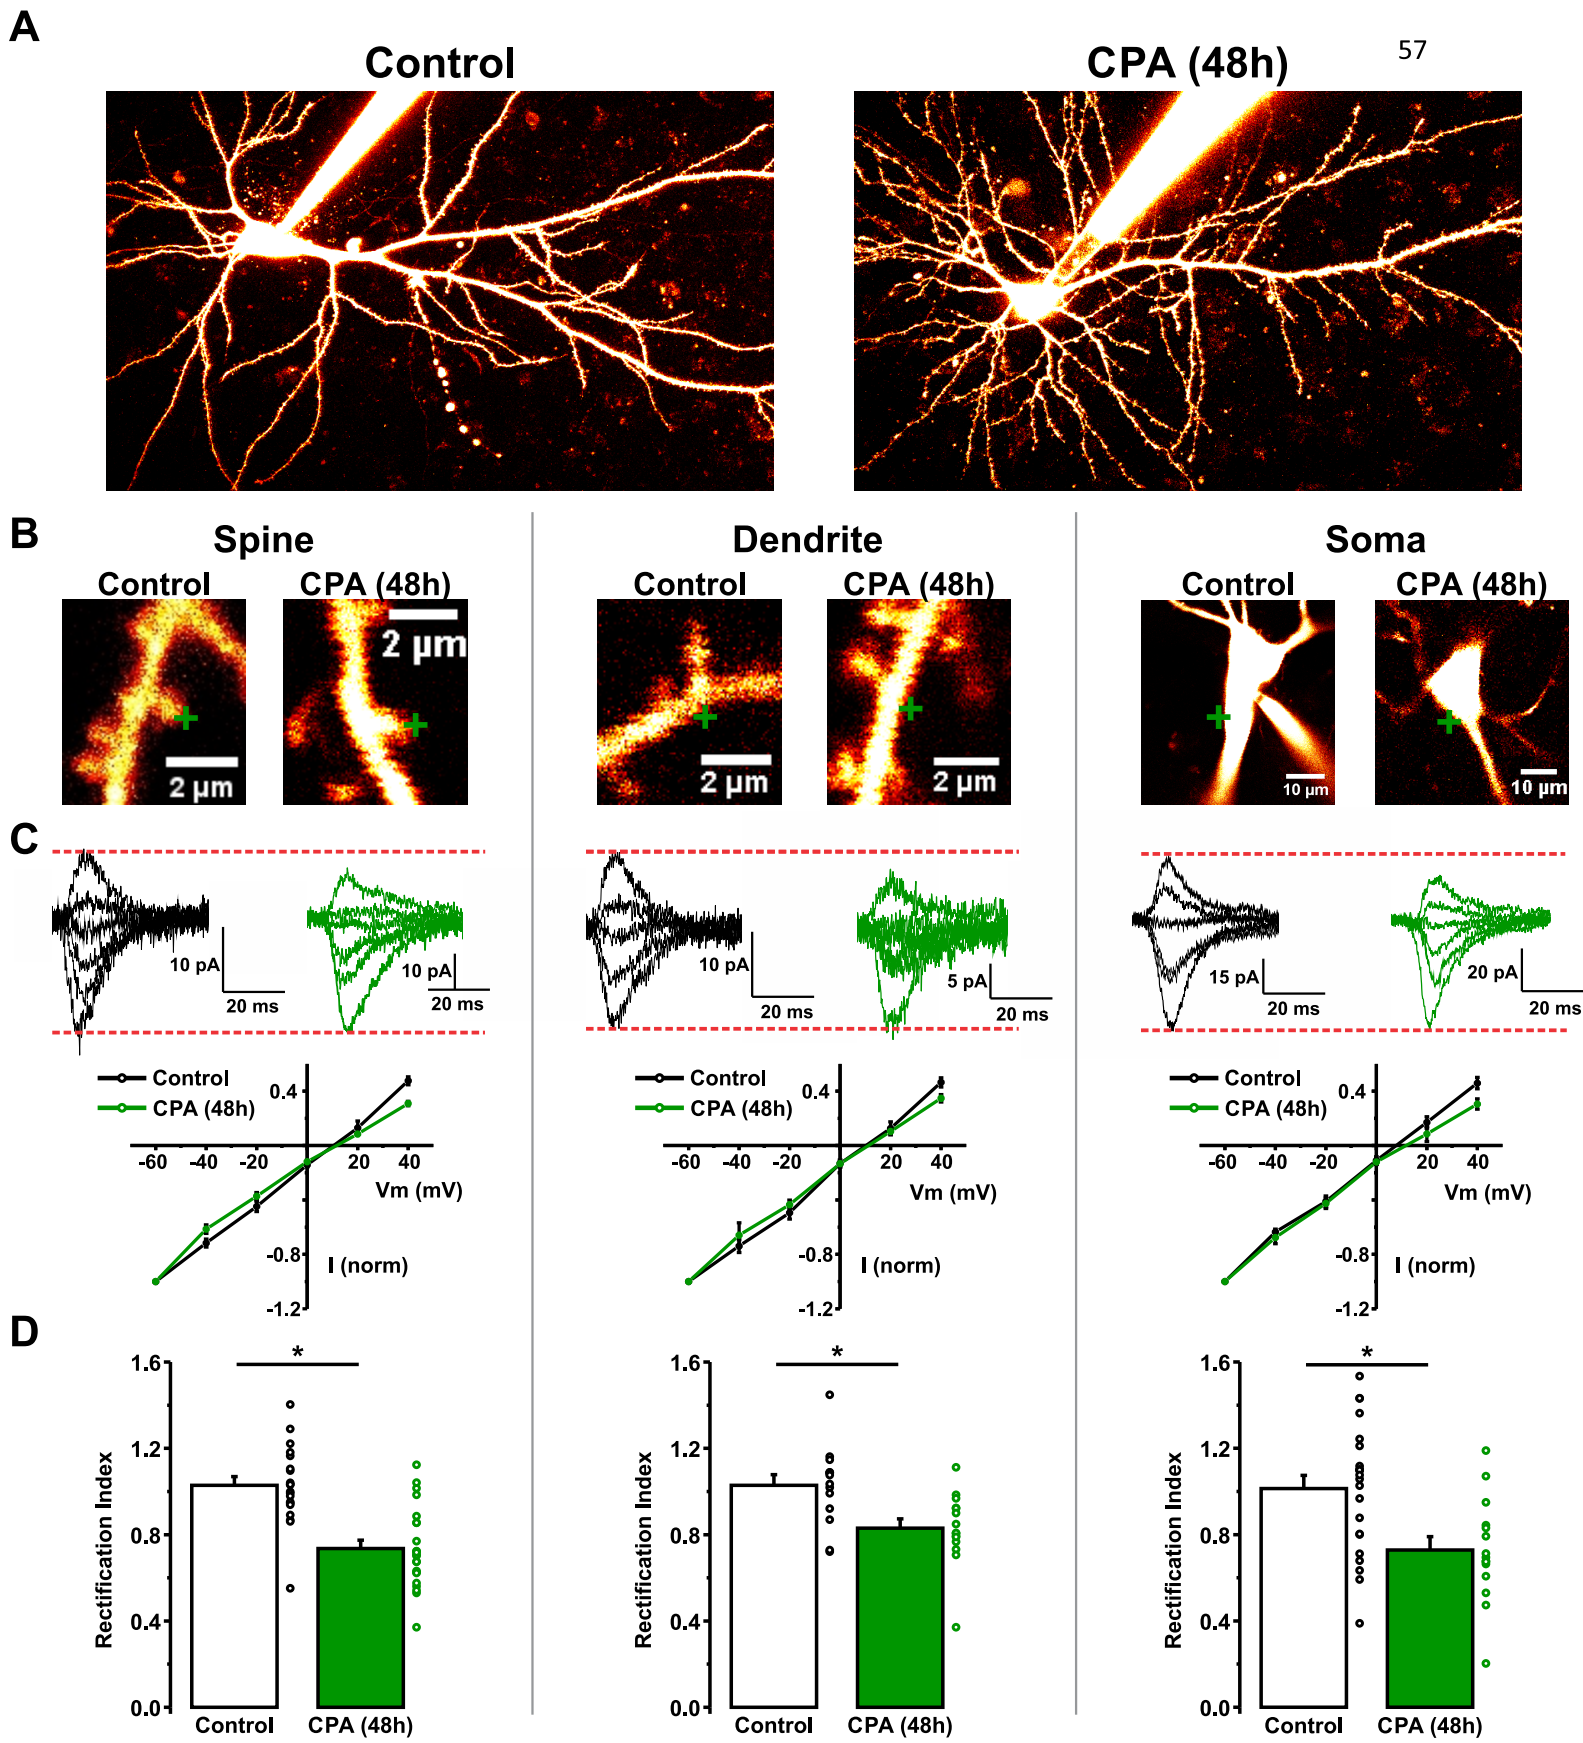 A
Control
CPA (48h)
57
B
Spine
Dendrite
Soma
Control
CPA (48h)
Control
CPA (48h)
Control
CPA (48h)
2 µm
2 µm
2 µm
2 µm
10 µm
10 µm
C
10 pA
20 ms
10 pA
20 ms
10 pA
20 ms
5 pA
20 ms
15 pA
20 ms
20 pA
20 ms
Control
CPA (48h)
0.4
-60 -40 -20 20 40
Vm (mV)
-0.8
I (norm)
-1.2
Control
CPA (48h)
0.4
-60 -40 -20 20 40
Vm (mV)
-0.8
I (norm)
-1.2
Control
CPA (48h)
0.4
-60 -40 -20 20 40
Vm (mV)
-0.8
I (norm)
-1.2
D
Rectification Index
1.6
1.2
0.8
0.4
0.0
*
Control CPA (48h)
Rectification Index
1.6
1.2
0.8
0.4
0.0
*
Control CPA (48h)
Rectification Index
1.6
1.2
0.8
0.4
0.0
*
Control CPA (48h)